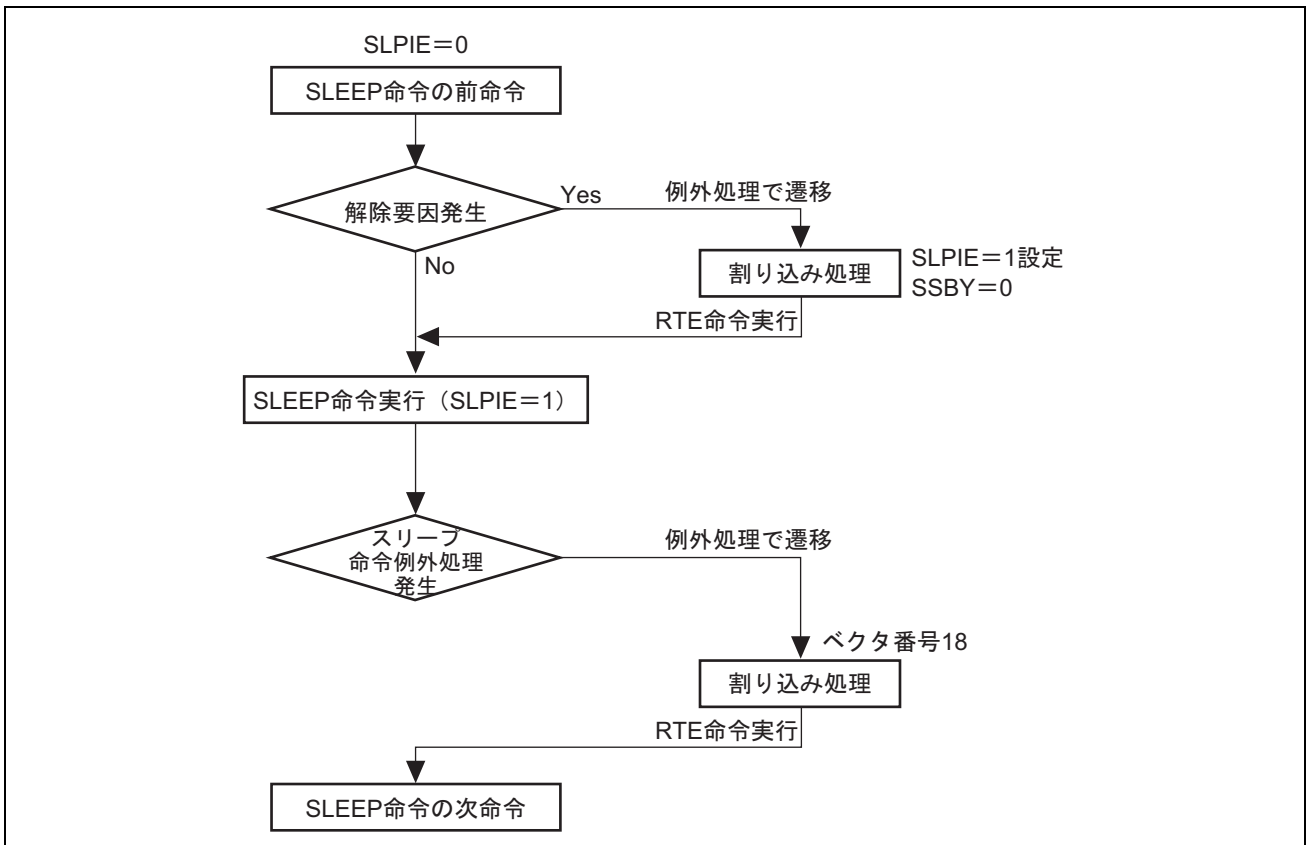 SLPIE＝0
SLEEP命令の前命令
解除要因発生
Yes
例外処理で遷移
No
割り込み処理
SLPIE＝1設定
SSBY＝0
RTE命令実行
SLEEP命令実行（SLPIE＝1）
スリープ
命令例外処理
発生
例外処理で遷移
ベクタ番号18
割り込み処理
RTE命令実行
SLEEP命令の次命令